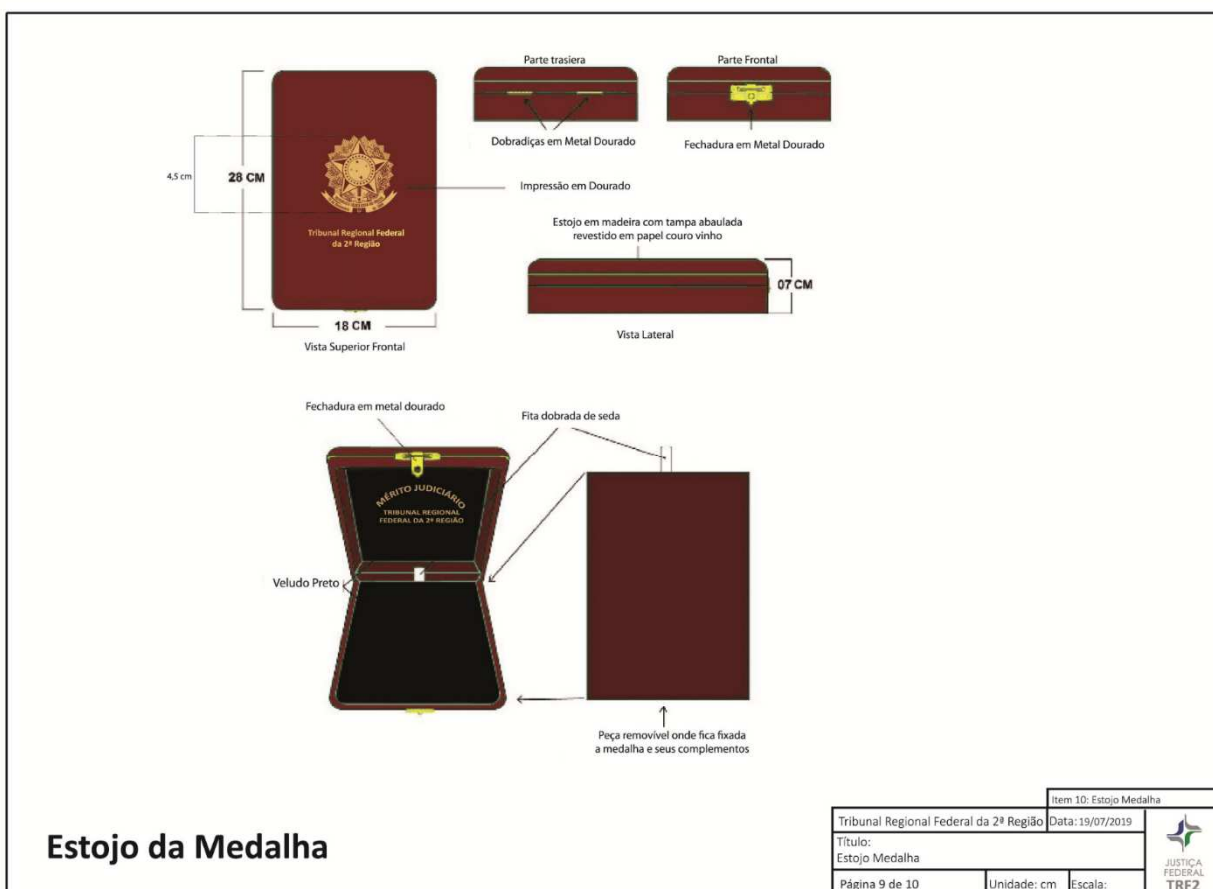 Parte trasiera
Parte Frontal
Dobradiças em Metal Dourado
Fechadura em Metal Dourado
4,5 cm
28 CM
Impressão em Dourado
Tribunal Regional Federal
da 2ª Região
Estojo em madeira com tampa abaulada
revestido em papel couro vinho
07 CM
18 CM
Vista Superior Frontal
Vista Lateral
Fechadura em metal dourado
Fita dobrada de seda
MÉRITO JUDICIÁRIO
TRIBUNAL REGIONAL
FEDERAL DA 2ª REGIÃO
Veludo Preto
Peça removível onde fica fixada
a medalha e seus complementos
Estojo da Medalha
Item 10: Estojo Medalha
Tribunal Regional Federal da 2ª Região
Data: 19/07/2019
Título:
Estojo Medalha
Página 9 de 10
Unidade: cm
Escala:
JUSTIÇA
FEDERAL
TRF2